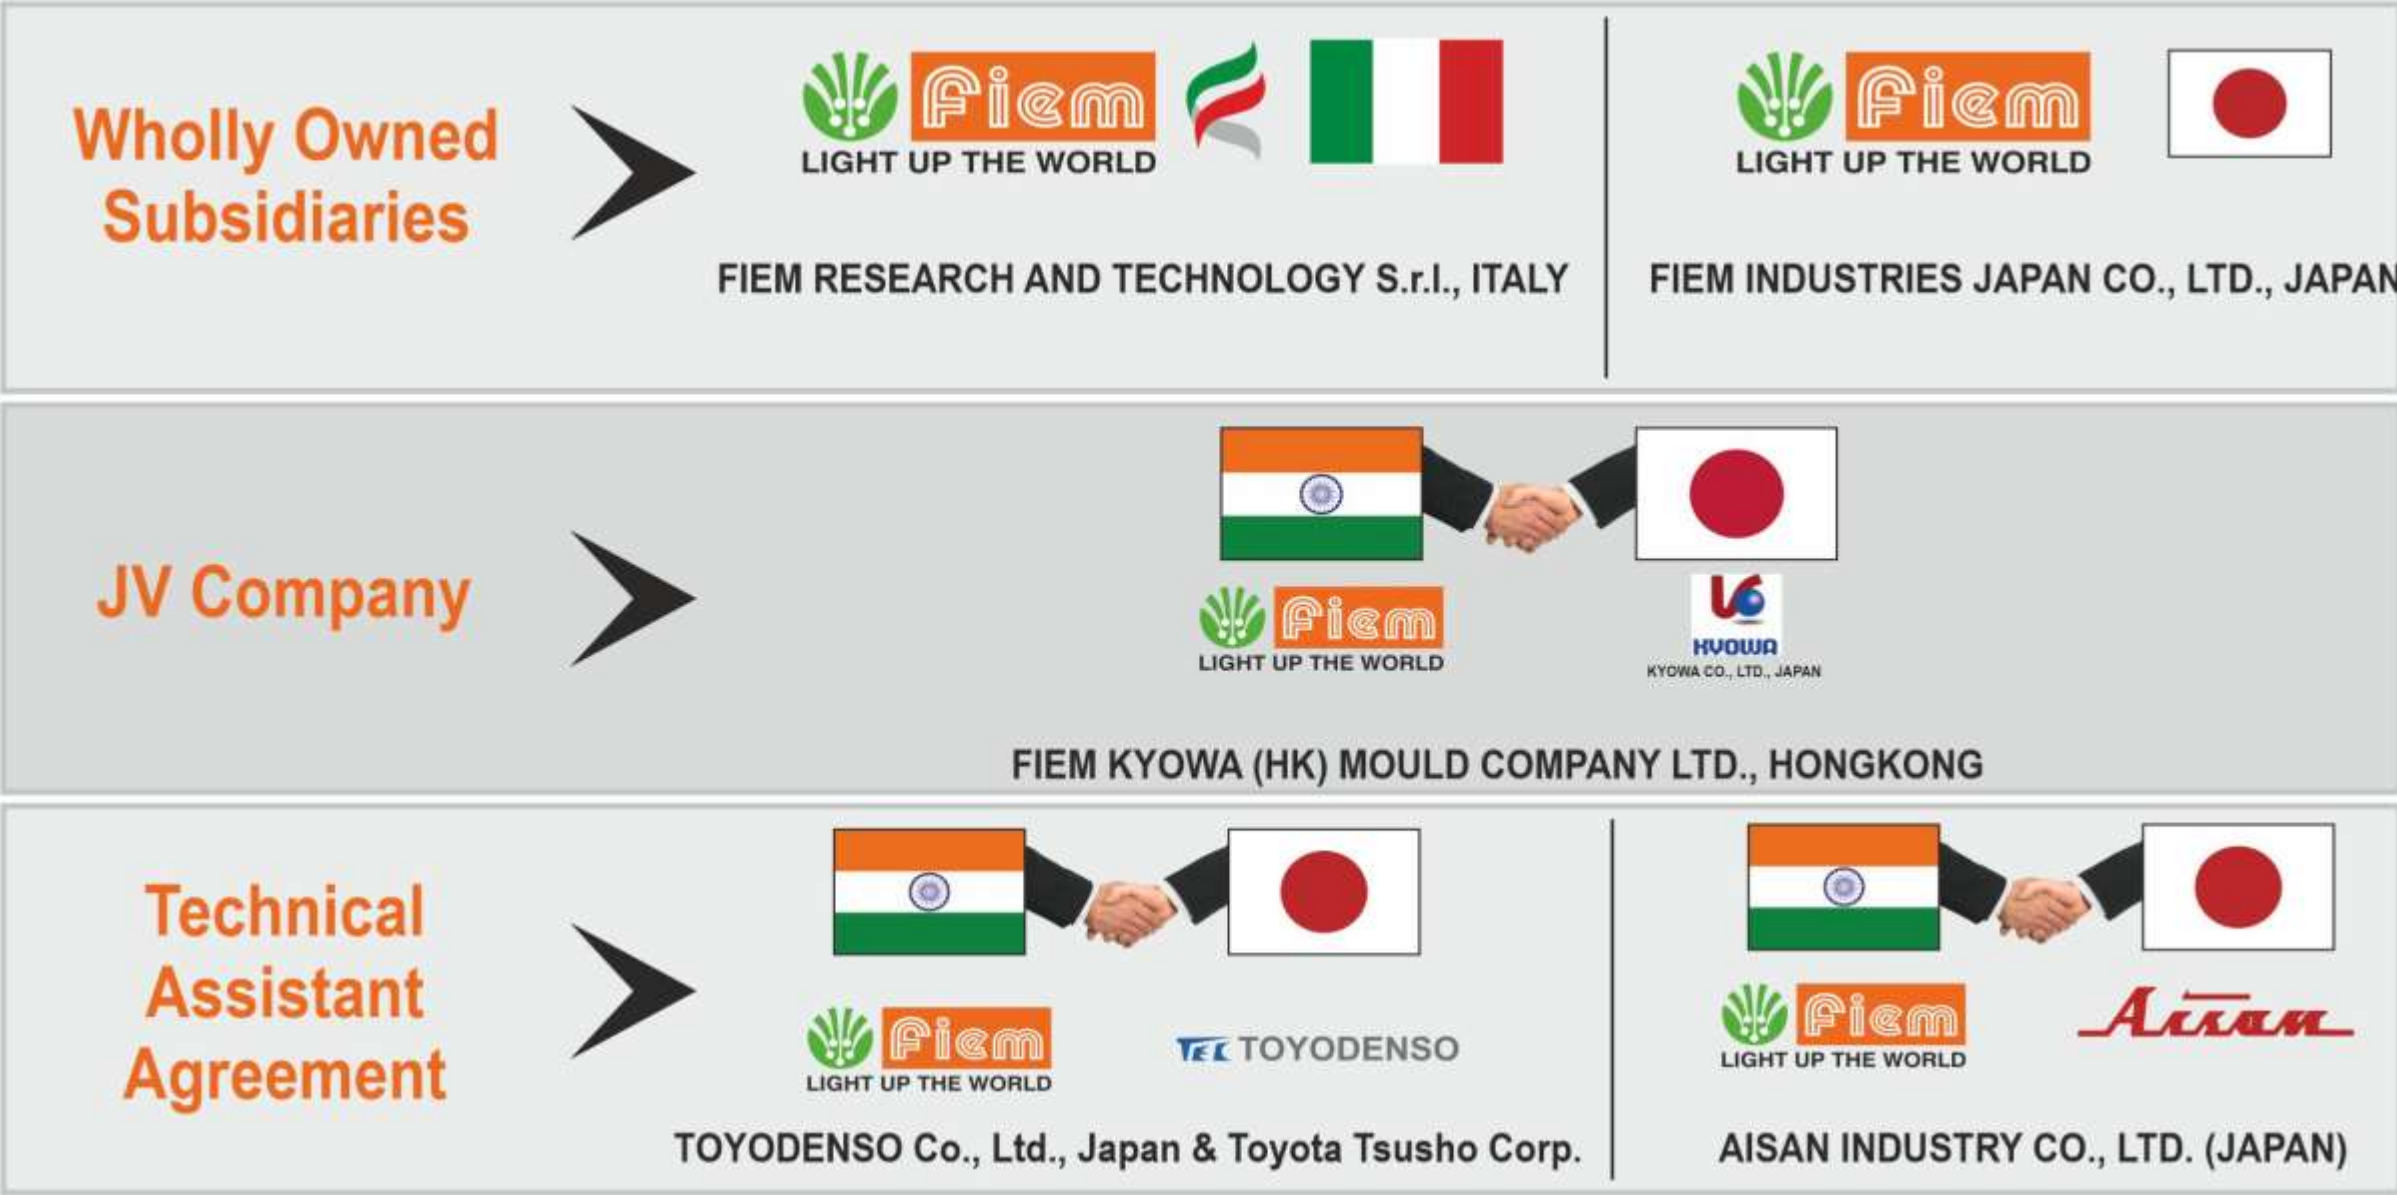 Wholly Owned
Subsidiaries
Fiem
LIGHT UP THE WORLD
FIEM RESEARCH AND TECHNOLOGY S.r.l., ITALY
Fiem
LIGHT UP THE WORLD
FIEM INDUSTRIES JAPAN CO., LTD., JAPAN
JV Company
Fiem
LIGHT UP THE WORLD
KYOWA
KYOWA CO., LTD., JAPAN
FIEM KYOWA (HK) MOULD COMPANY LTD., HONGKONG
Technical
Assistant
Agreement
Fiem
LIGHT UP THE WORLD
TOYODENSO
TOYODENSO Co., Ltd., Japan & Toyota Tsusho Corp.
Fiem
LIGHT UP THE WORLD
Aisan
AISAN INDUSTRY CO., LTD. (JAPAN)